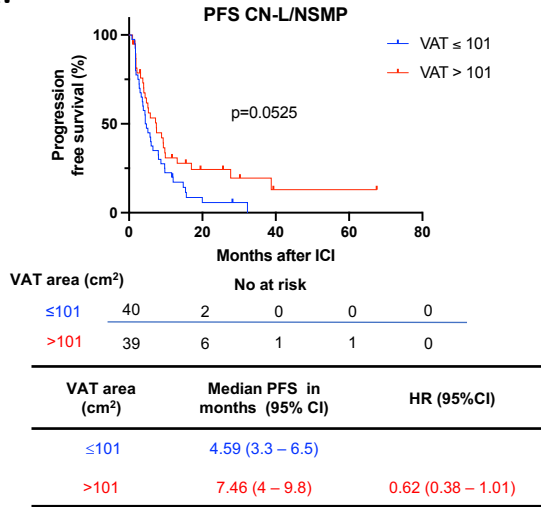 PFS CN-L/NSMP
VAT ≤ 101
VAT > 101
p=0.0525
Progression
free survival (%)
100
50
0
0 20 40 60 80
Months after ICI
VAT area (cm²) No at risk
≤101 40 2 0 0 0
>101 39 6 1 1 0
VAT area Median PFS in HR (95%CI)
(cm²) months (95% CI)
≤101 4.59 (3.3 – 6.5)
>101 7.46 (4 – 9.8) 0.62 (0.38 – 1.01)